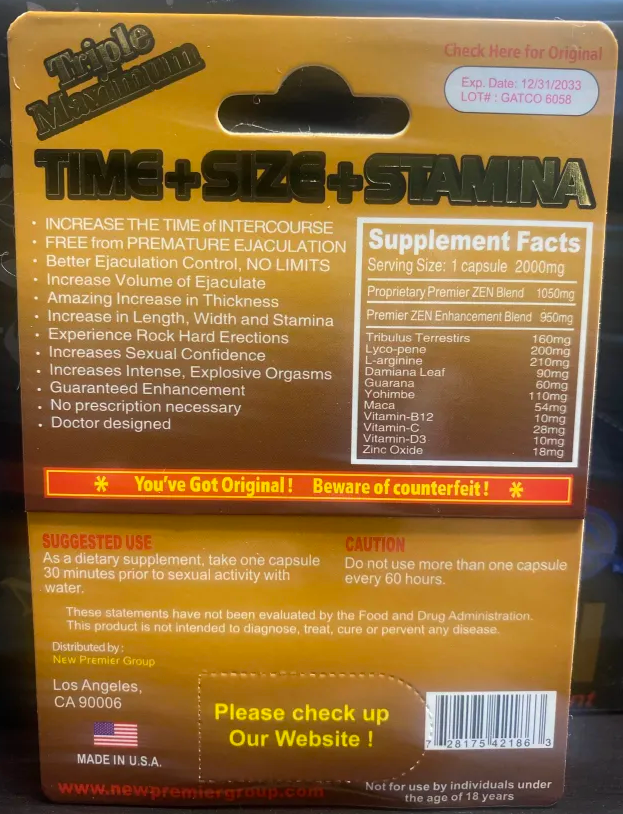 Triple
Maximum
Check Here for Original
Exp. Date: 12/31/2033
LOT# : GATCO 6058
TIME+SIZE+STAMINA
• INCREASE THE TIME of INTERCOURSE
• FREE from PREMATURE EJACULATION
• Better Ejaculation Control, NO LIMITS
• Increase Volume of Ejaculate
• Amazing Increase in Thickness
• Increase in Length, Width and Stamina
• Experience Rock Hard Erections
• Increases Sexual Confidence
• Increases Intense, Explosive Orgasms
• Guaranteed Enhancement
• No prescription necessary
• Doctor designed
Supplement Facts
Serving Size: 1 capsule 2000mg
Proprietary Premier ZEN Blend 1050mg
Premier ZEN Enhancement Blend 950mg
Tribulus Terrestirs 160mg
Lyco-pene 200mg
L-arginine 210mg
Damiana Leaf 90mg
Guarana 60mg
Yohimbe 110mg
Maca 54mg
Vitamin-B12 10mg
Vitamin-C 28mg
Vitamin-D3 10mg
Zinc Oxide 18mg
* You've Got Original ! Beware of counterfeit ! *
SUGGESTED USE
As a dietary supplement, take one capsule
30 minutes prior to sexual activity with
water.
CAUTION
Do not use more than one capsule
every 60 hours.
These statements have not been evaluated by the Food and Drug Administration.
This product is not intended to diagnose, treat, cure or pervent any disease.
Distributed by :
New Premier Group
Los Angeles,
CA 90006
MADE IN U.S.A.
www.newpremiergroup.com
Please check up
Our Website !
7 28175 42186 3
Not for use by individuals under
the age of 18 years